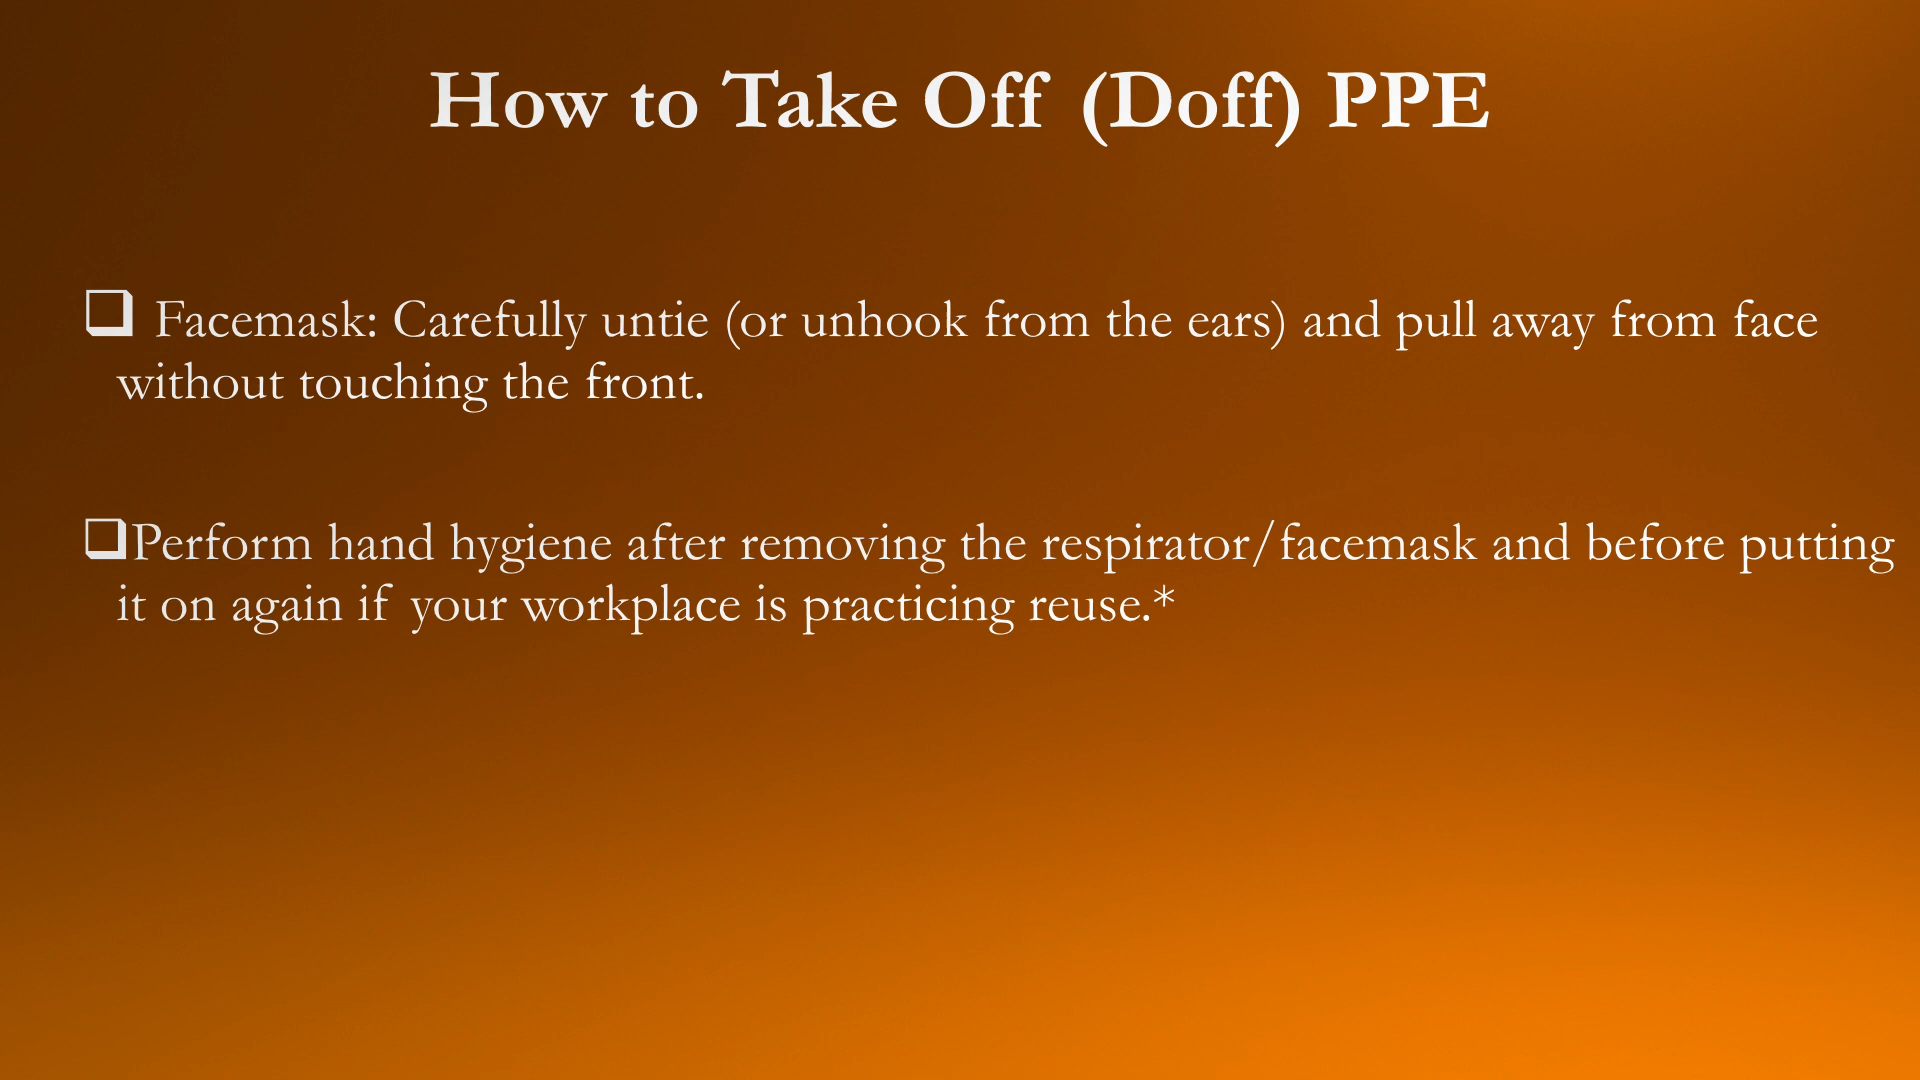 How to Take Off (Doff) PPE
❑ Facemask: Carefully untie (or unhook from the ears) and pull away from face
without touching the front.
❑Perform hand hygiene after removing the respirator/facemask and before putting
it on again if your workplace is practicing reuse.*